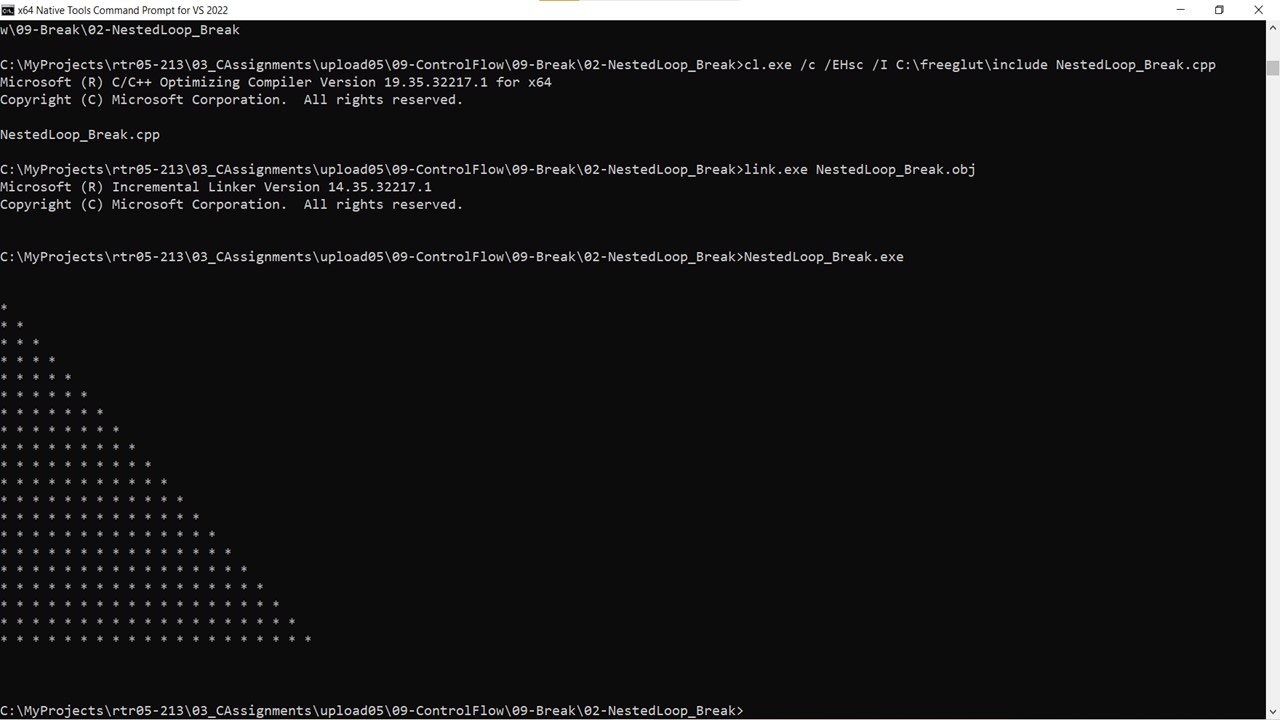 x64 Native Tools Command Prompt for VS 2022
w\09-Break\02-NestedLoop_Break
C:\MyProjects\rtr05-213\03_CAssignments\upload05\09-ControlFlow\09-Break\02-NestedLoop_Break>cl.exe /c /EHsc /I C:\freeglut\include NestedLoop_Break.cpp
Microsoft (R) C/C++ Optimizing Compiler Version 19.35.32217.1 for x64
Copyright (C) Microsoft Corporation.  All rights reserved.
NestedLoop_Break.cpp
C:\MyProjects\rtr05-213\03_CAssignments\upload05\09-ControlFlow\09-Break\02-NestedLoop_Break>link.exe NestedLoop_Break.obj
Microsoft (R) Incremental Linker Version 14.35.32217.1
Copyright (C) Microsoft Corporation.  All rights reserved.
C:\MyProjects\rtr05-213\03_CAssignments\upload05\09-ControlFlow\09-Break\02-NestedLoop_Break>NestedLoop_Break.exe
*
* *
* * *
* * * *
* * * * *
* * * * * *
* * * * * * *
* * * * * * * *
* * * * * * * * *
* * * * * * * * * *
* * * * * * * * * * *
* * * * * * * * * * * *
* * * * * * * * * * * * *
* * * * * * * * * * * * * *
* * * * * * * * * * * * * * *
* * * * * * * * * * * * * * * *
* * * * * * * * * * * * * * * * *
* * * * * * * * * * * * * * * * * *
* * * * * * * * * * * * * * * * * * *
* * * * * * * * * * * * * * * * * * * *
C:\MyProjects\rtr05-213\03_CAssignments\upload05\09-ControlFlow\09-Break\02-NestedLoop_Break>